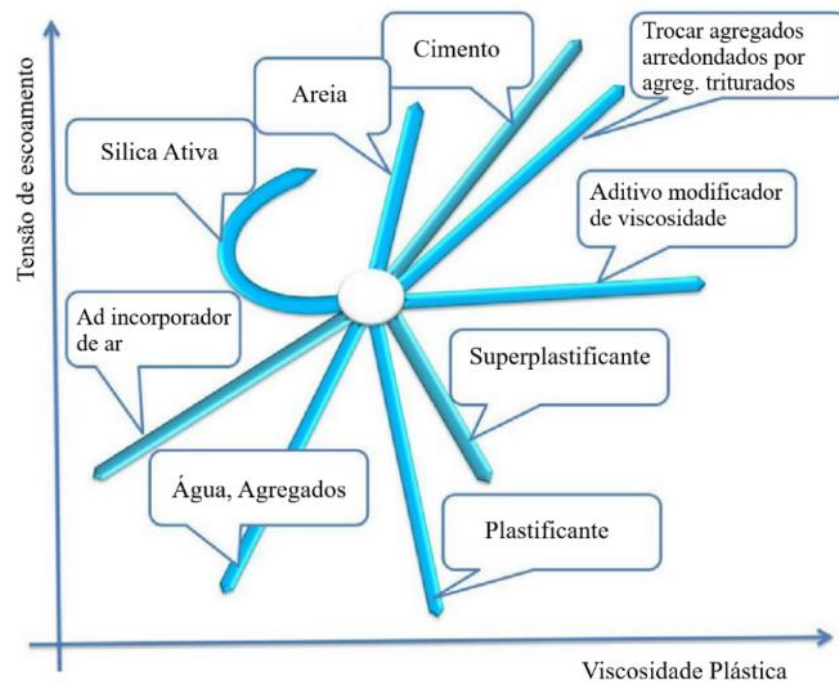 Tensão de escoamento
Cimento
Trocar agregados
arredondados por
agreg. triturados
Areia
Silica Ativa
Aditivo modificador
de viscosidade
Ad incorporador
de ar
Superplastificante
Água, Agregados
Plastificante
Viscosidade Plástica